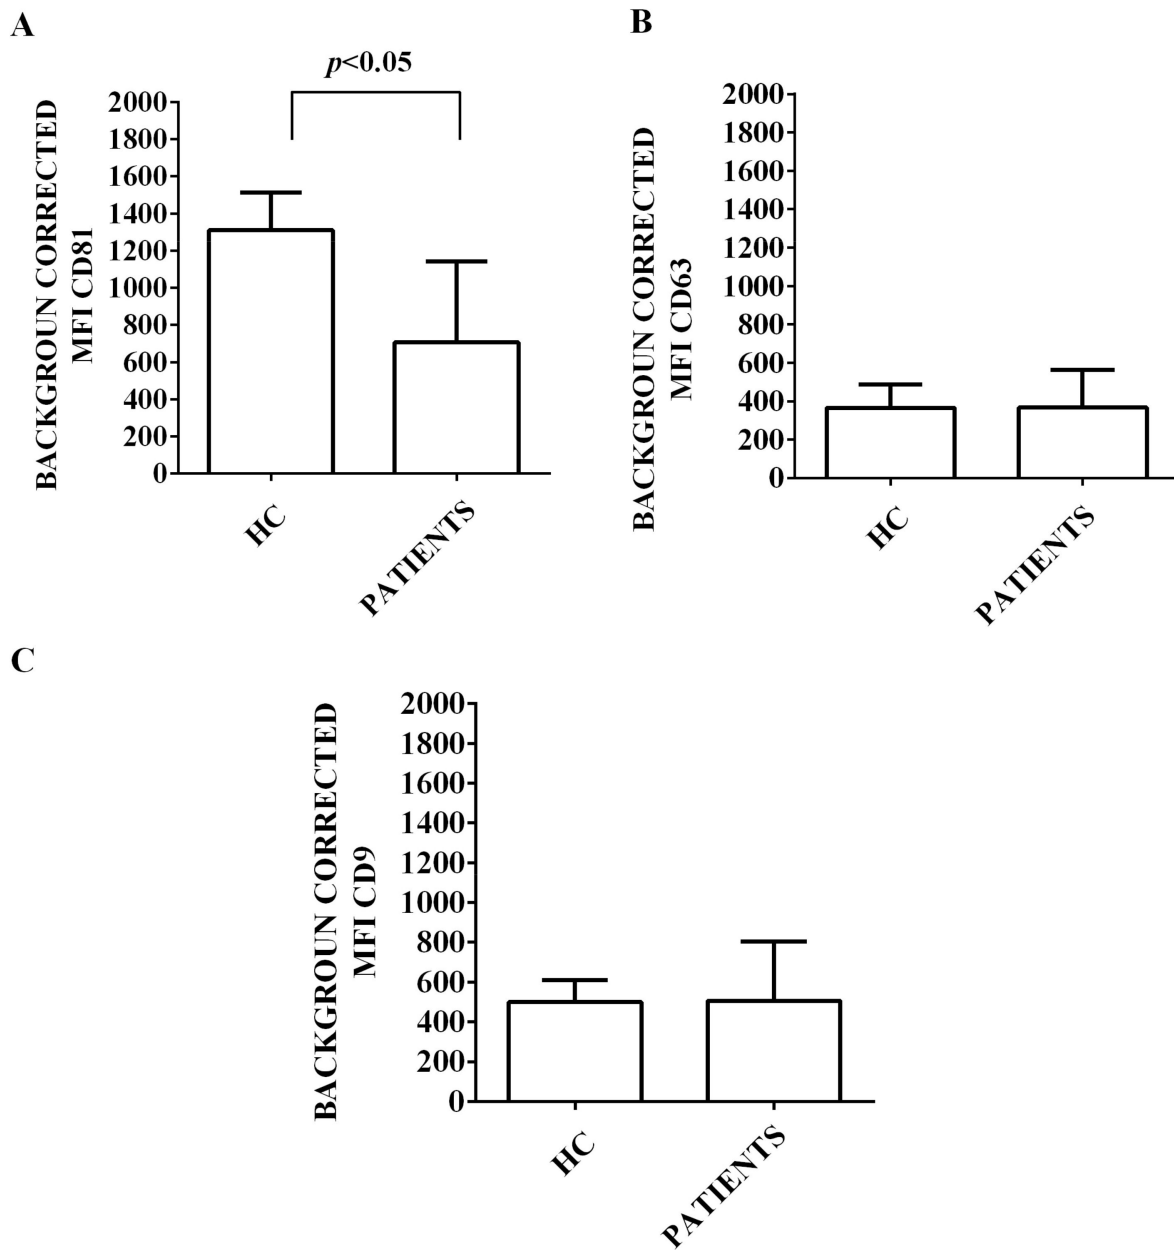 A
p<0.05
BACKGROUN CORRECTED
MFI CD81
2000
1800
1600
1400
1200
1000
800
600
400
200
0
HC
PATIENTS
B
BACKGROUN CORRECTED
MFI CD63
2000
1800
1600
1400
1200
1000
800
600
400
200
0
HC
PATIENTS
C
BACKGROUN CORRECTED
MFI CD9
2000
1800
1600
1400
1200
1000
800
600
400
200
0
HC
PATIENTS